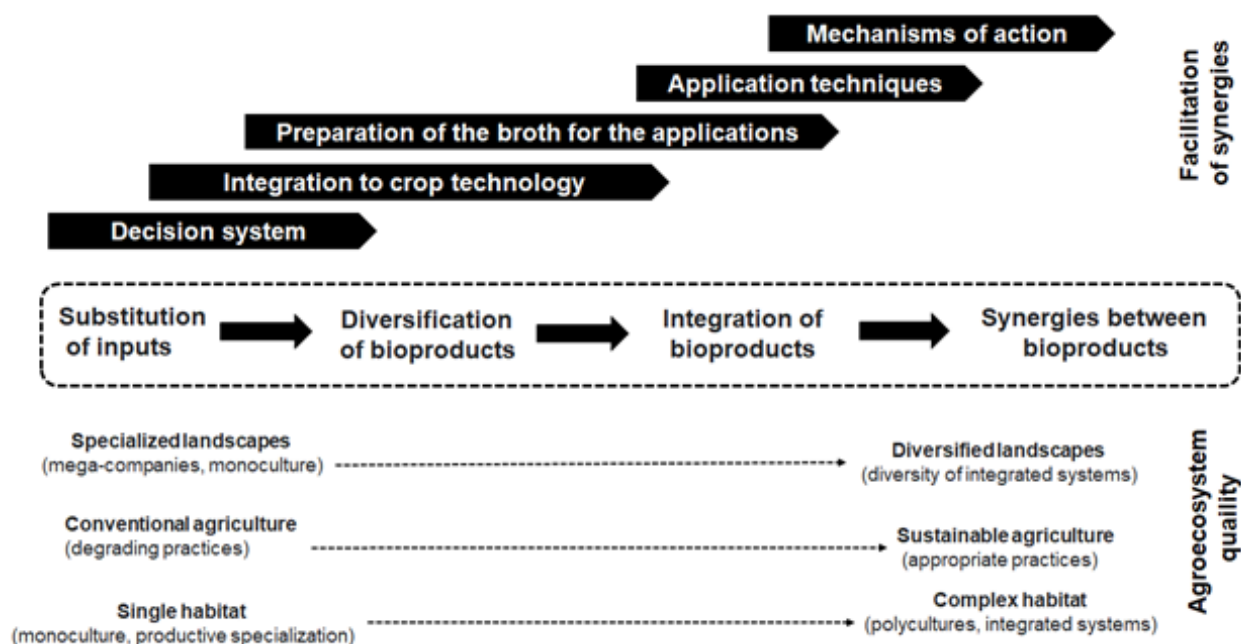 Mechanisms of action
Application techniques
Preparation of the broth for the applications
Integration to crop technology
Decision system
Facilitation
of synergies
Substitution
of inputs
Diversification
of bioproducts
Integration of
bioproducts
Synergies between
bioproducts
Specialized landscapes
(mega-companies, monoculture)
Diversified landscapes
(diversity of integrated systems)
Conventional agriculture
(degrading practices)
Sustainable agriculture
(appropriate practices)
Single habitat
(monoculture, productive specialization)
Complex habitat
(polycultures, integrated systems)
Agroecosystem
quaility